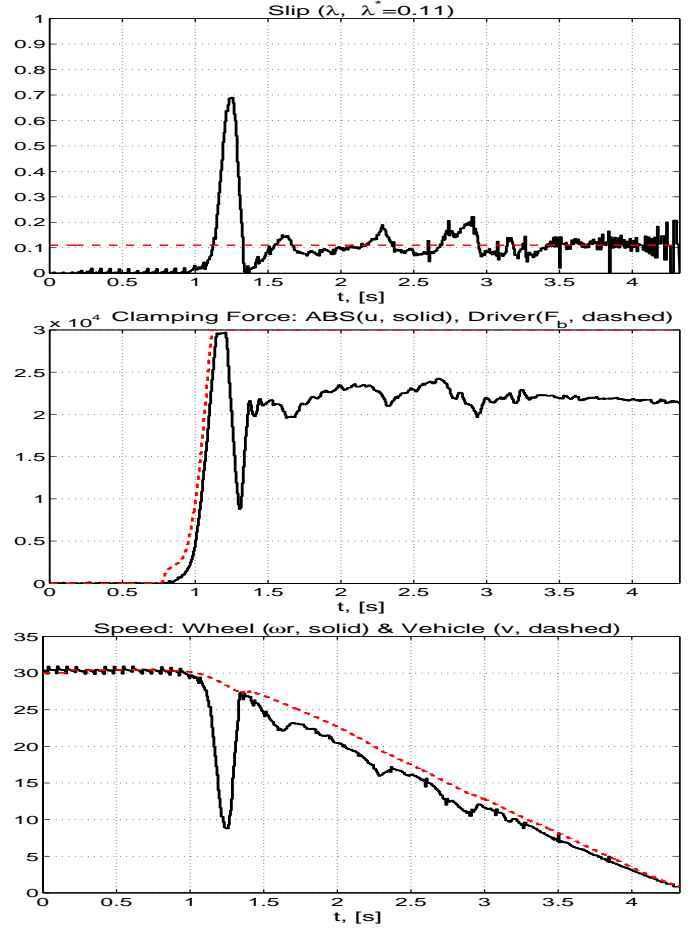 Slip (λ, λ*=0.11)
1
0.9
0.8
0.7
0.6
0.5
0.4
0.3
0.2
0.1
0
0 0.5 1 1.5 2 2.5 3 3.5 4
t, [s]
3 × 10^4 Clamping Force: ABS(u, solid), Driver(F_b, dashed)
2.5
2
1.5
1
0.5
0
0 0.5 1 1.5 2 2.5 3 3.5 4
t, [s]
Speed: Wheel (ωr, solid) & Vehicle (v, dashed)
35
30
25
20
15
10
5
0
0 0.5 1 1.5 2 2.5 3 3.5 4
t, [s]